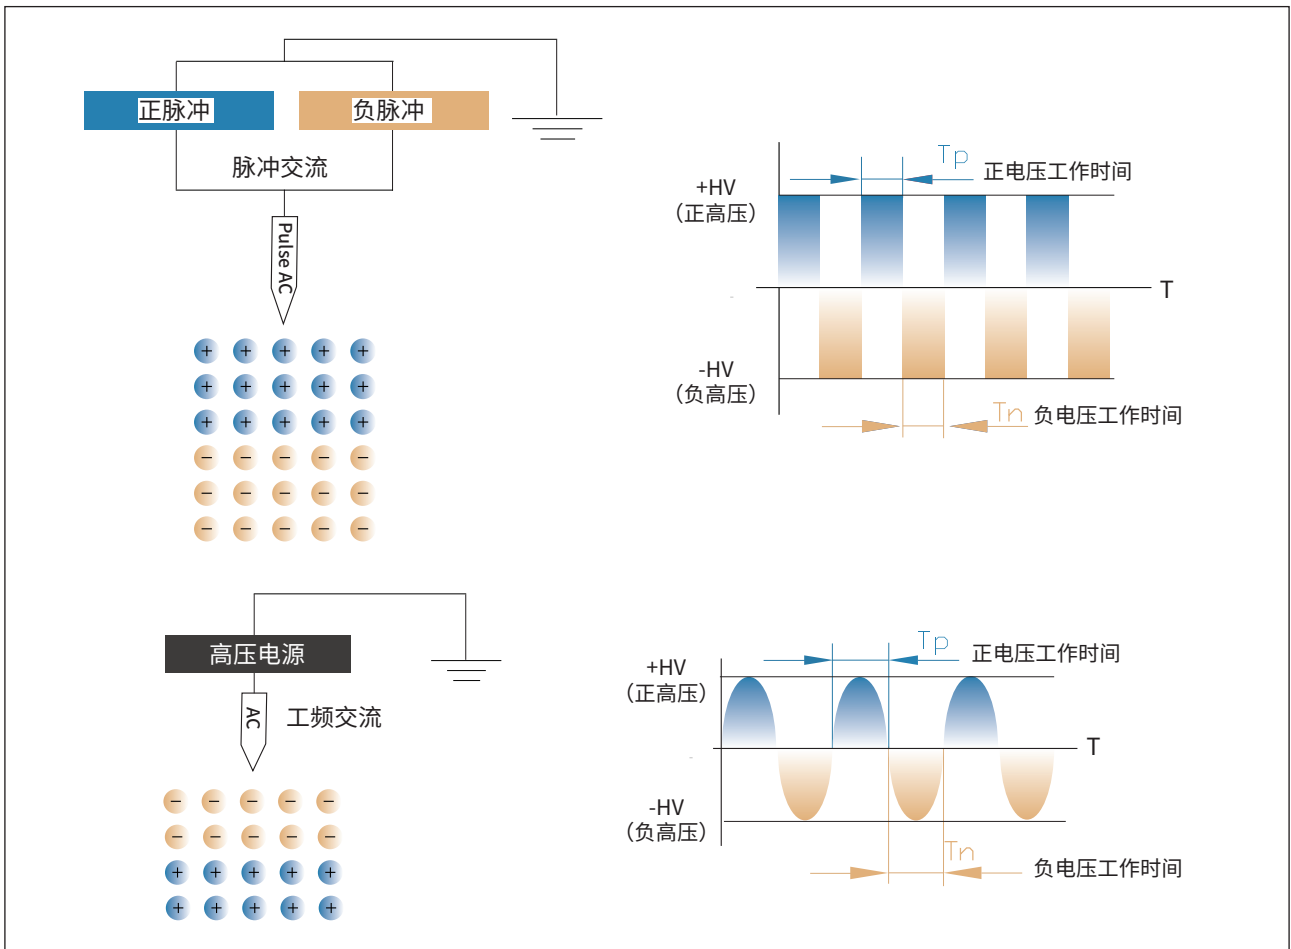 正脉冲
负脉冲
脉冲交流
Pulse AC
+ + + + +
+ + + + +
+ + + + +
− − − − −
− − − − −
− − − − −
Tp
正电压工作时间
+HV
（正高压）
T
-HV
（负高压）
Tn
负电压工作时间
高压电源
AC
工频交流
− − − − −
− − − − −
+ + + + +
+ + + + +
Tp
正电压工作时间
+HV
（正高压）
T
-HV
（负高压）
Tn
负电压工作时间